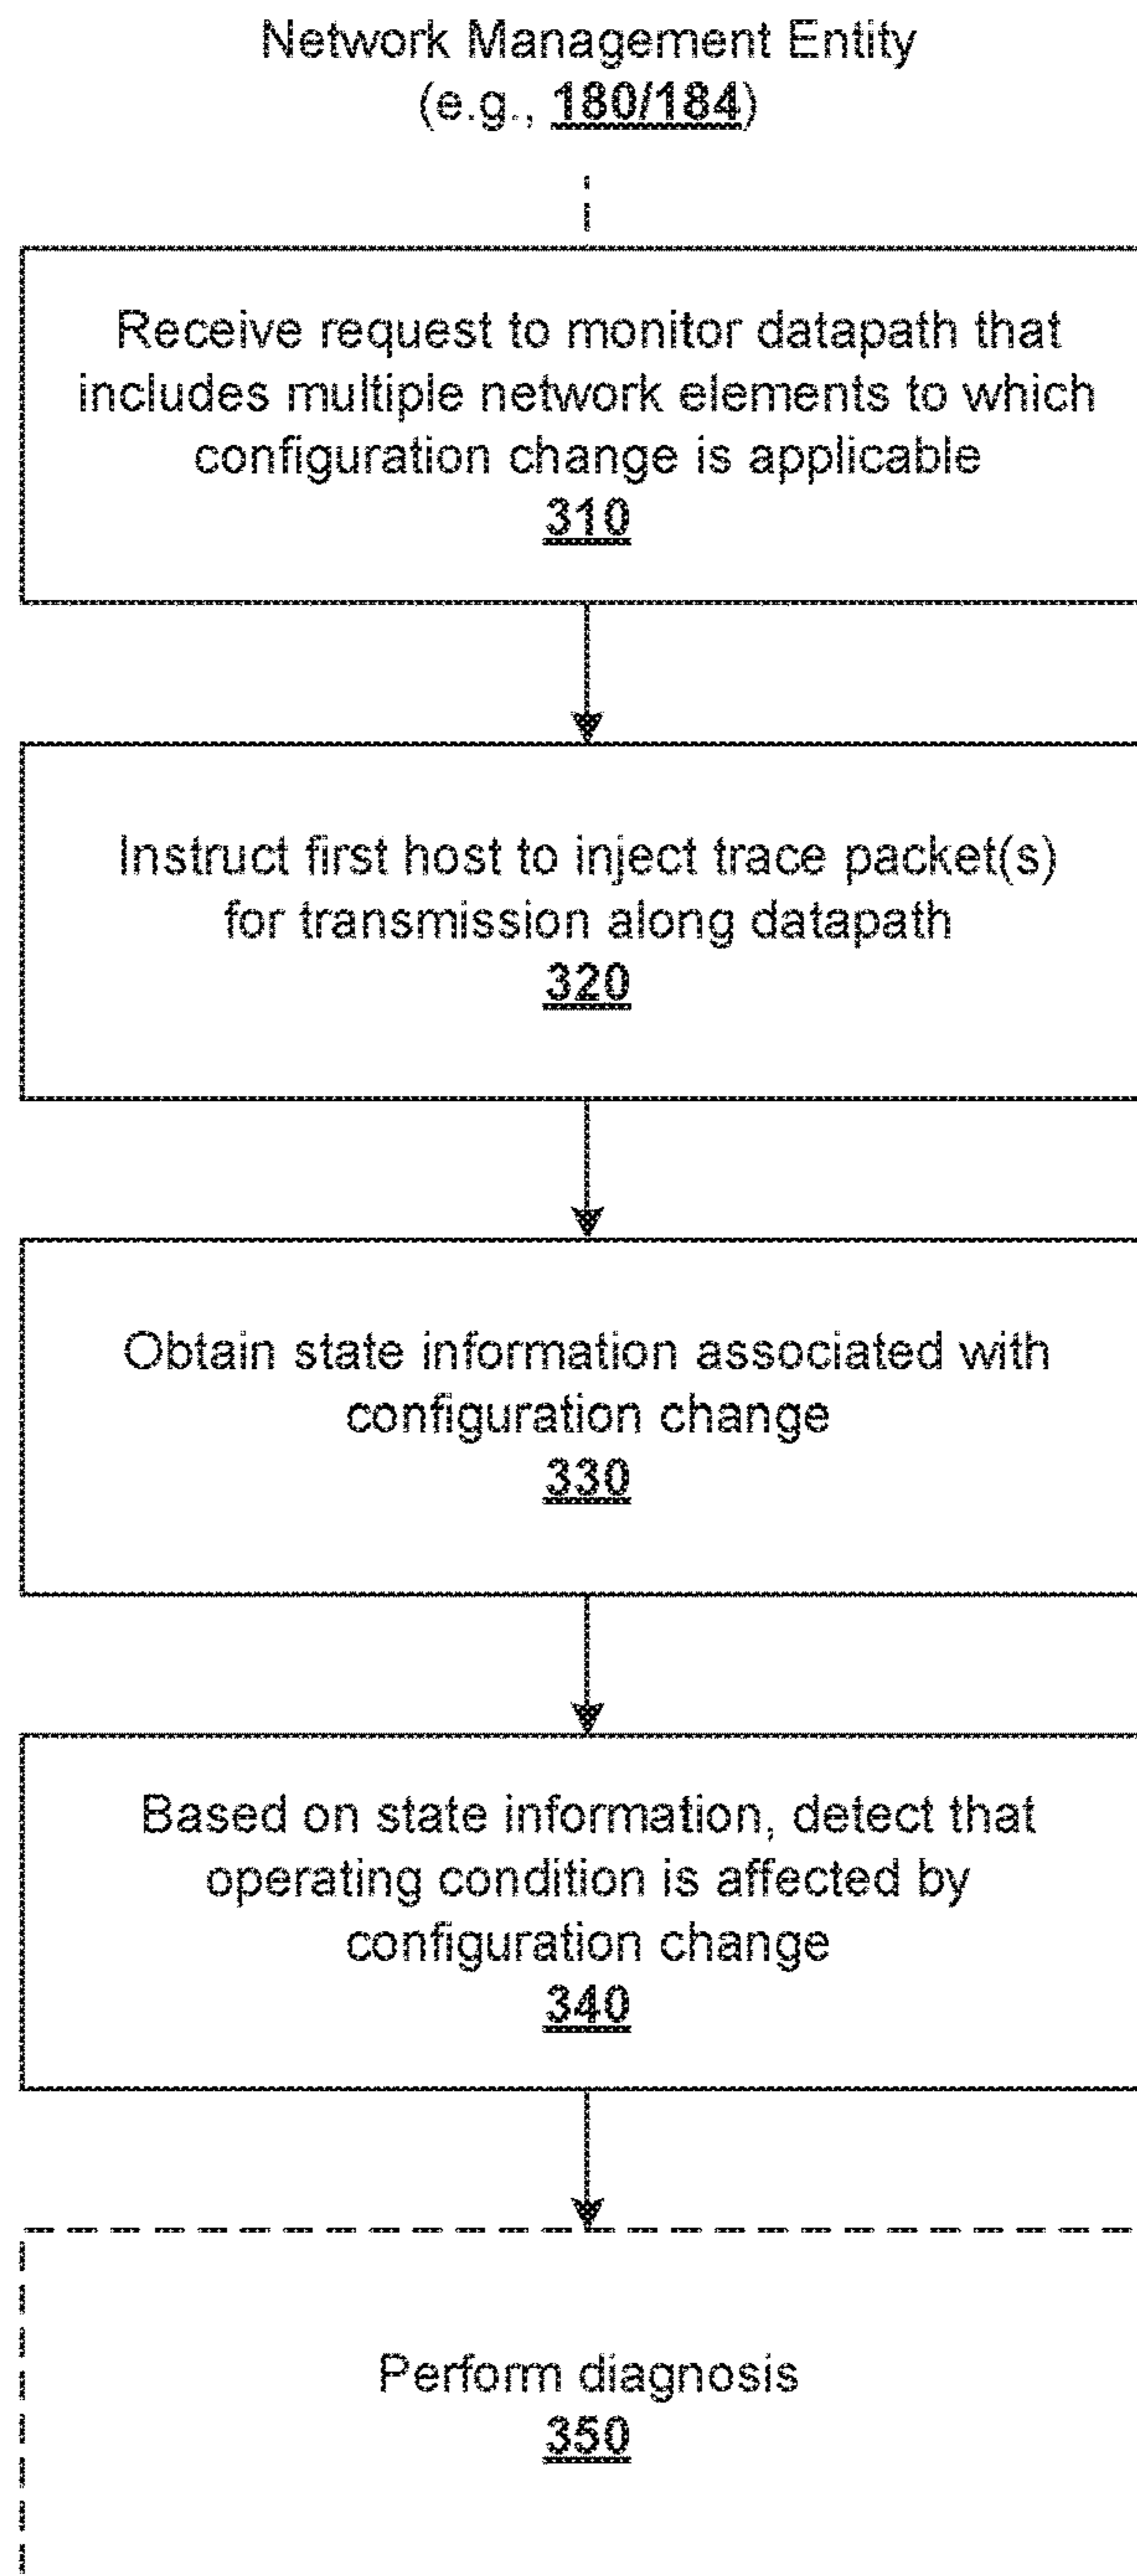 Network Management Entity
(e.g., 180/184)
Receive request to monitor datapath that
includes multiple network elements to which
configuration change is applicable
310
Instruct first host to inject trace packet(s)
for transmission along datapath
320
Obtain state information associated with
configuration change
330
Based on state information, detect that
operating condition is affected by
configuration change
340
Perform diagnosis
350